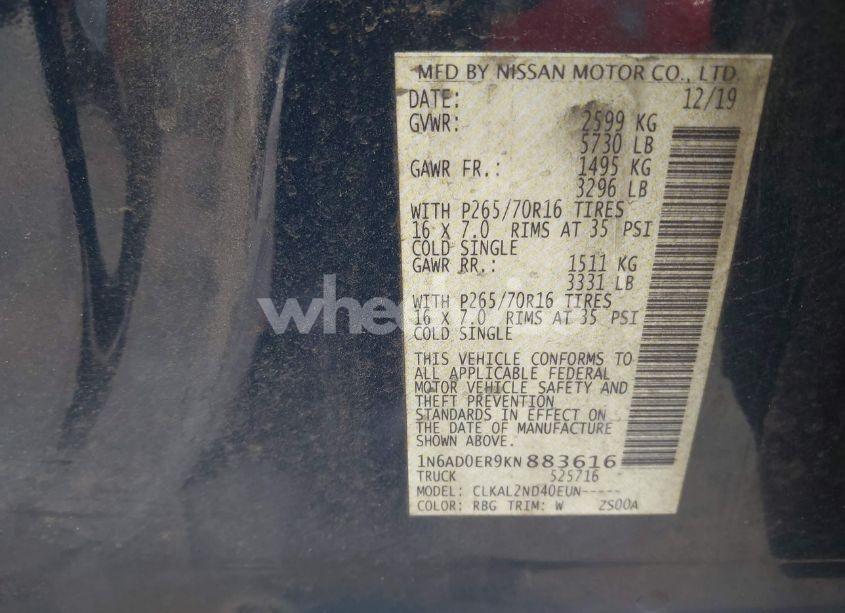 MFD BY NISSAN MOTOR CO., LTD.
DATE: 12/19
GVWR: 2599 KG
5730 LB
GAWR FR.: 1495 KG
3296 LB
WITH P265/70R16 TIRES
16 X 7.0 RIMS AT 35 PSI
COLD SINGLE
GAWR RR.: 1511 KG
3331 LB
WITH P265/70R16 TIRES
16 X 7.0 RIMS AT 35 PSI
COLD SINGLE
THIS VEHICLE CONFORMS TO
ALL APPLICABLE FEDERAL
MOTOR VEHICLE SAFETY AND
THEFT PREVENTION
STANDARDS IN EFFECT ON
THE DATE OF MANUFACTURE
SHOWN ABOVE.
1N6AD0ER9KN883616
TRUCK 525716
MODEL: CLKAL2ND40EUN-----
COLOR: RBG TRIM: W ZS00A